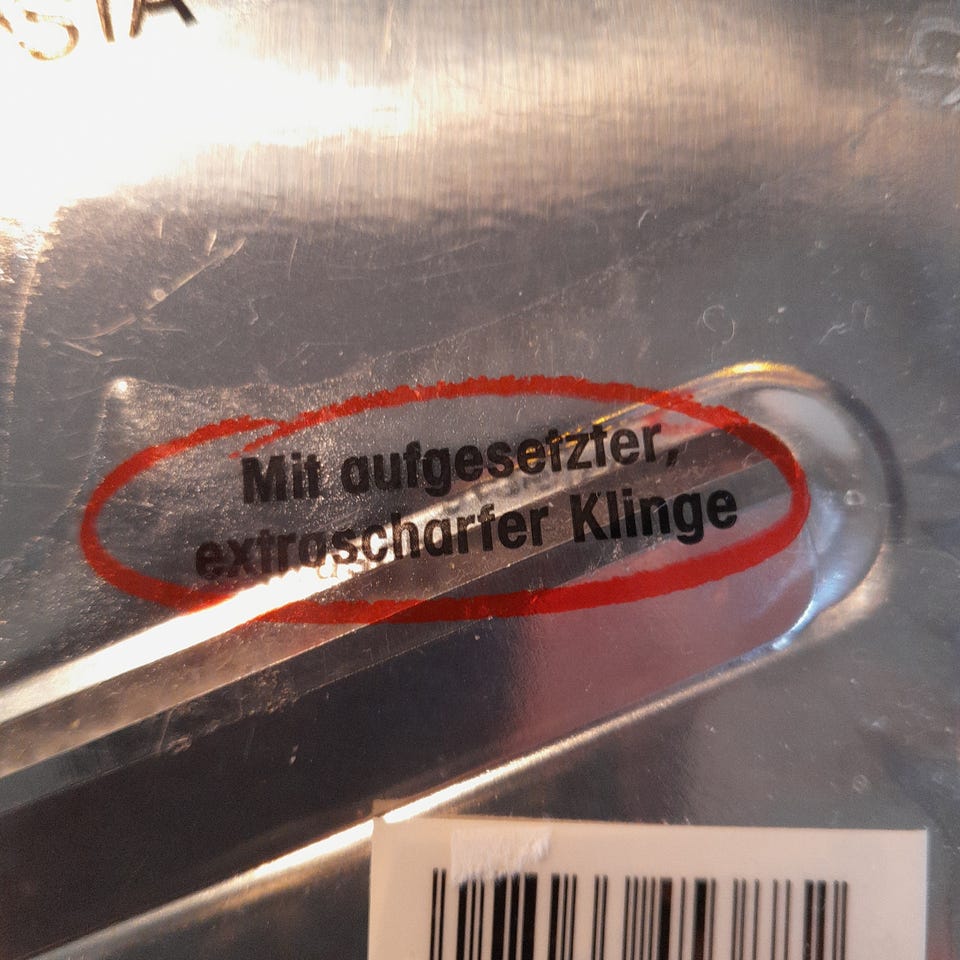 Mit aufgesetzter,
extrascharfer Klinge